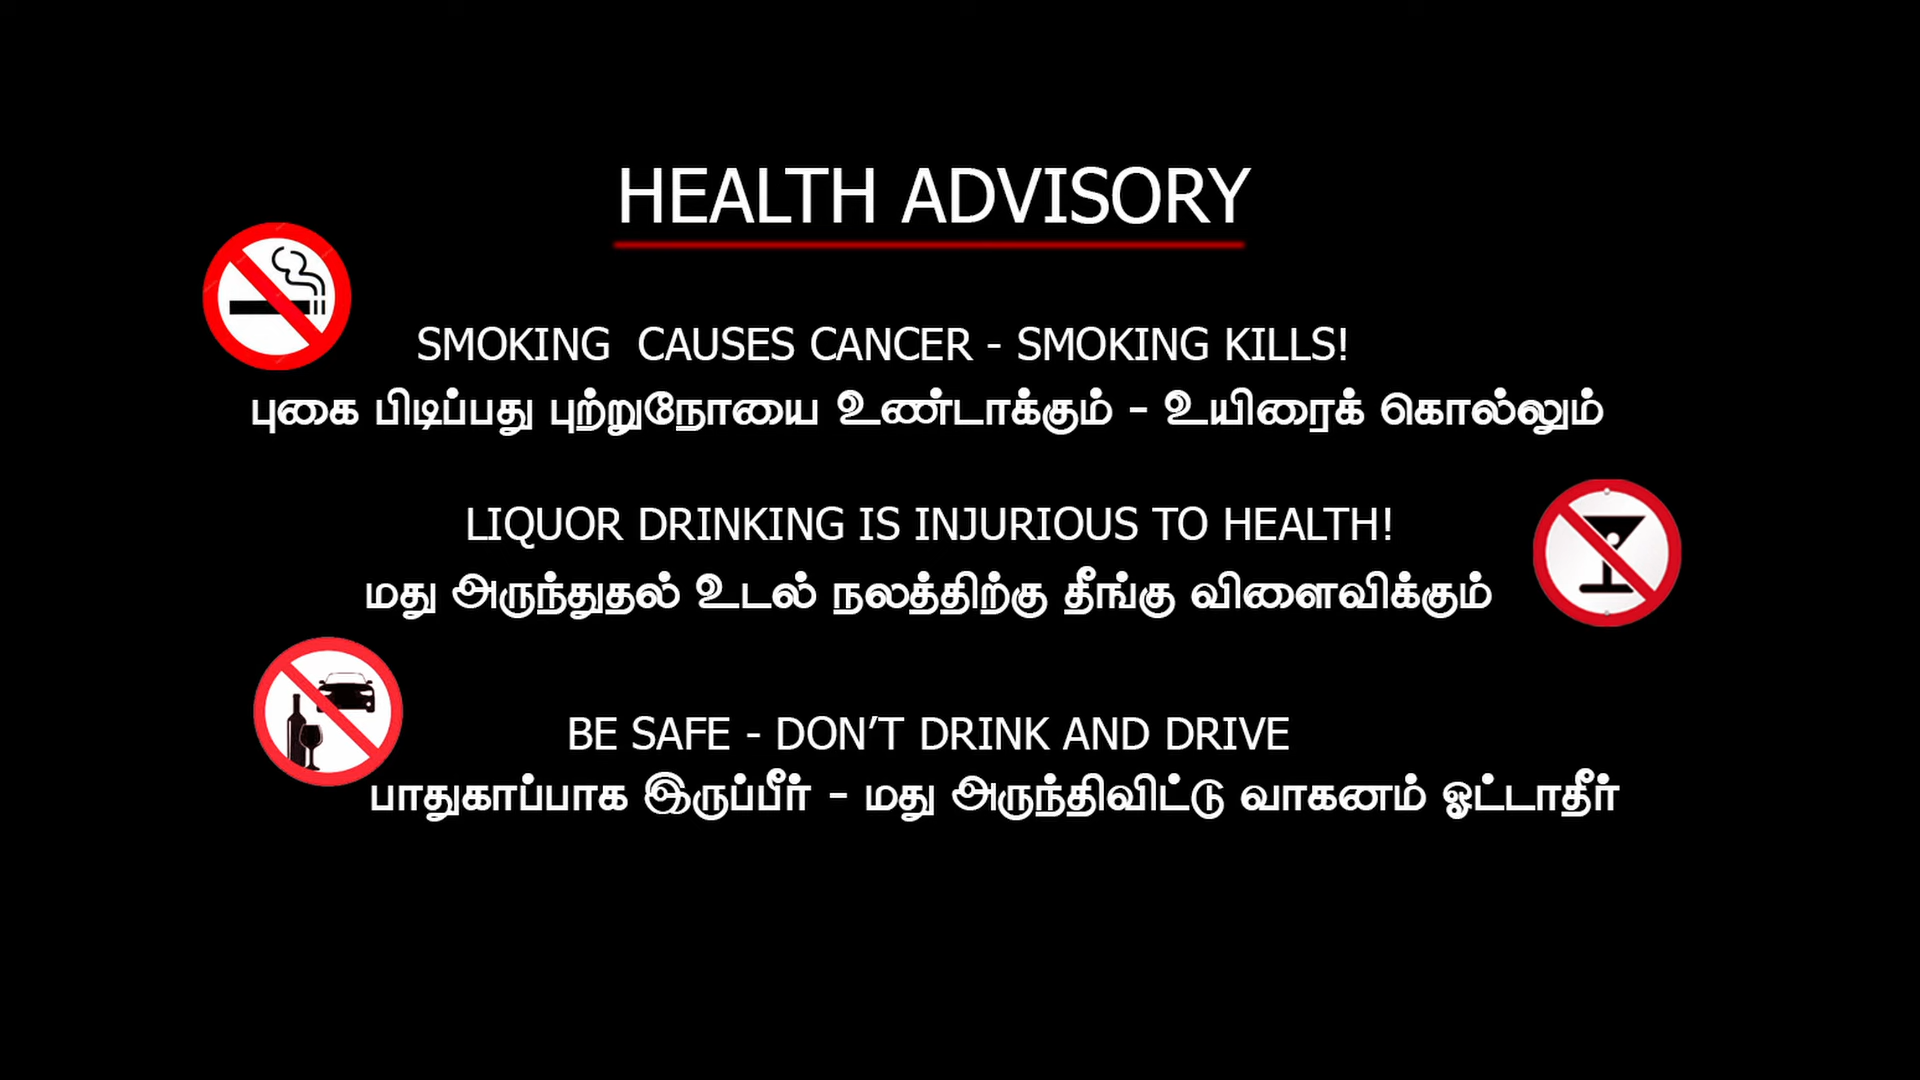 HEALTH ADVISORY
SMOKING CAUSES CANCER - SMOKING KILLS!
புகை பிடிப்பது புற்றுநோயை உண்டாக்கும் - உயிரைக் கொல்லும்
LIQUOR DRINKING IS INJURIOUS TO HEALTH!
மது அருந்துதல் உடல் நலத்திற்கு தீங்கு விளைவிக்கும்
BE SAFE - DON’T DRINK AND DRIVE
பாதுகாப்பாக இருப்பீர் - மது அருந்திவிட்டு வாகனம் ஓட்டாதீர்